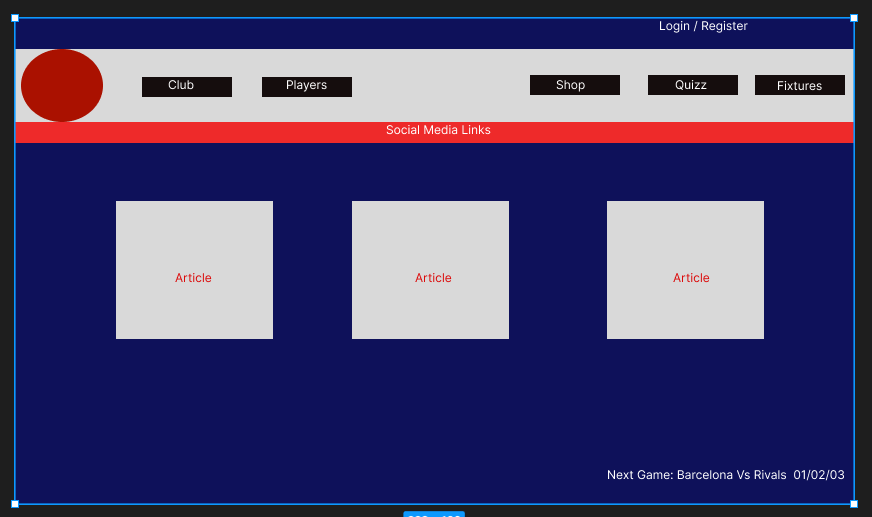 Login / Register
Club
Players
Shop
Quizz
Fixtures
Social Media Links
Article
Article
Article
Next Game: Barcelona Vs Rivals 01/02/03